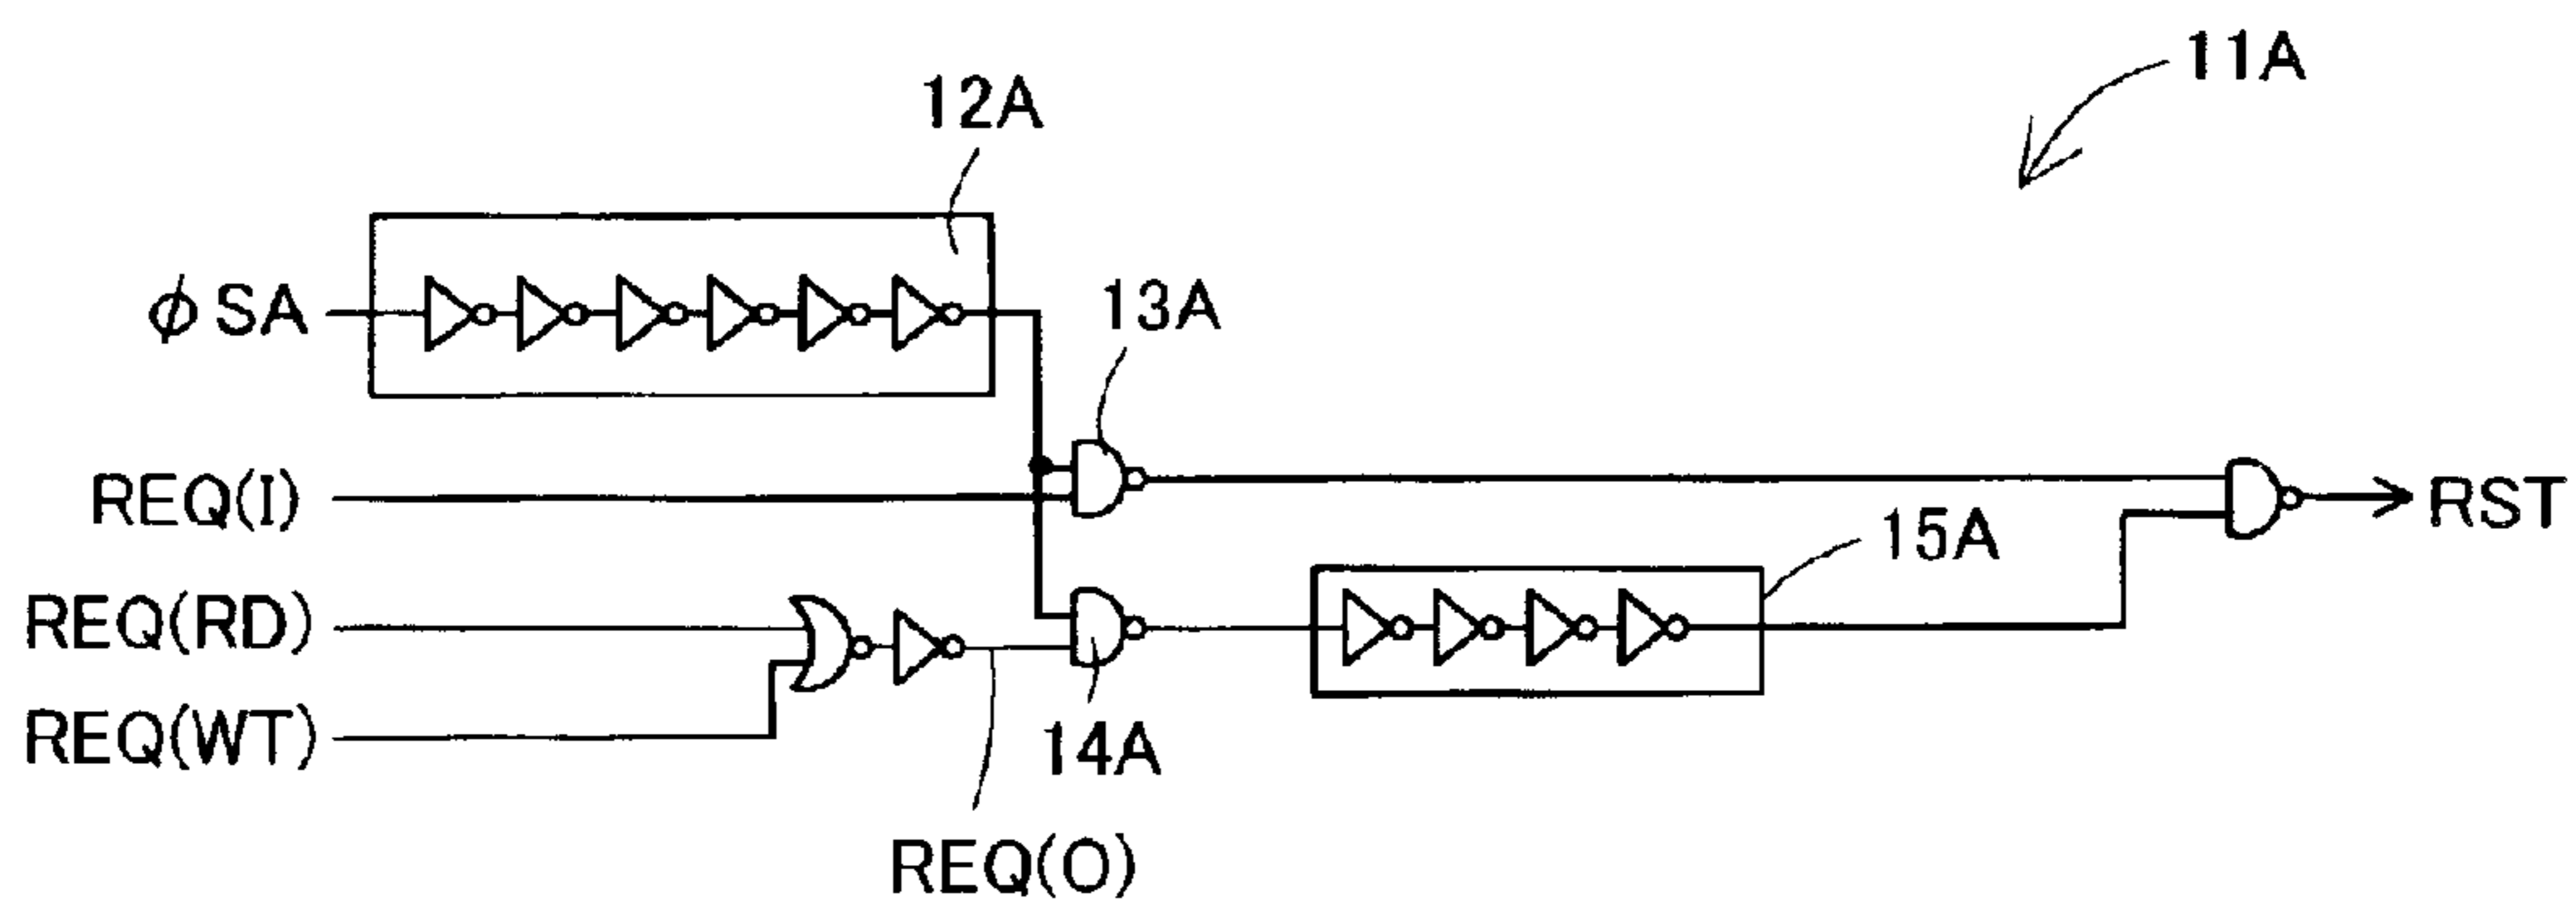 11A
12A
φSA
13A
REQ(I)
RST
15A
REQ(RD)
REQ(WT)
14A
REQ(O)